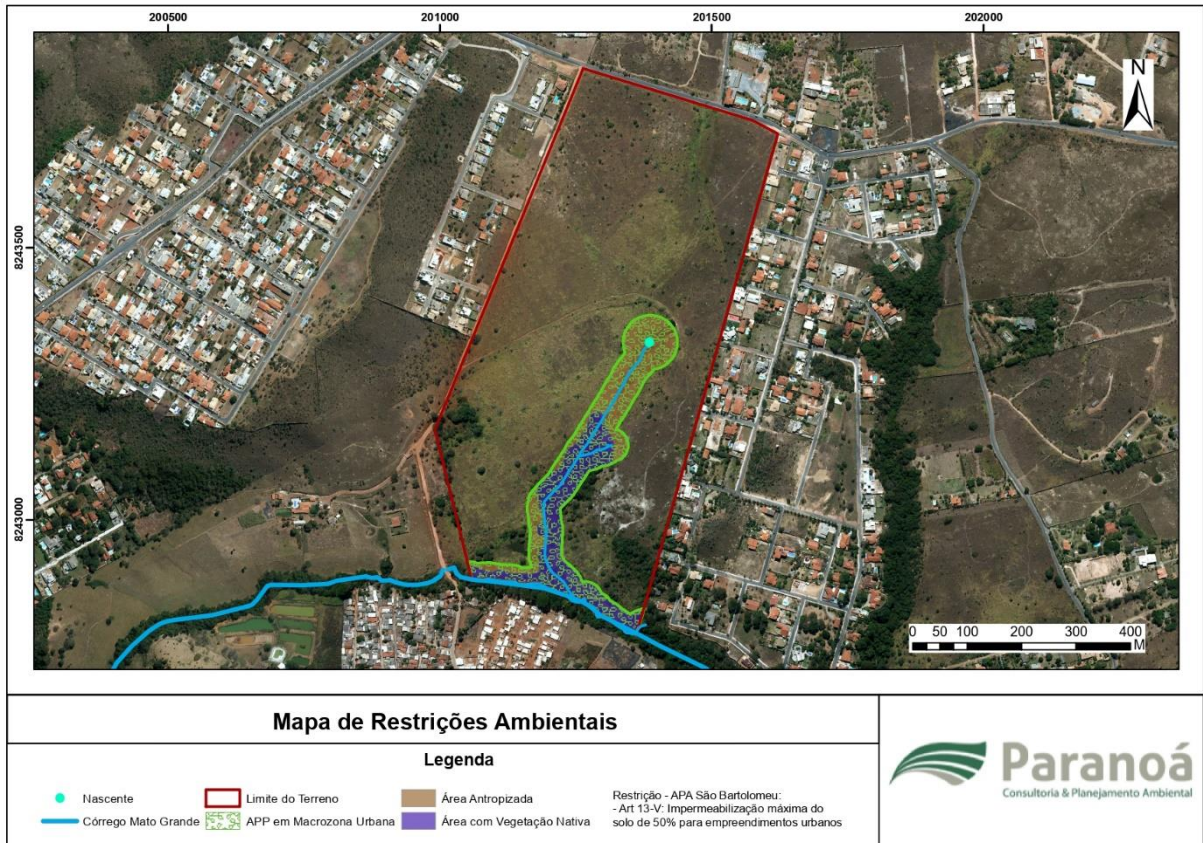 200500
201000
201500
202000
8243500
8243000
N
0 50 100 200 300 400
M
Mapa de Restrições Ambientais
Legenda
Nascente
Limite do Terreno
Área Antropizada
Córrego Mato Grande
APP em Macrozona Urbana
Área com Vegetação Nativa
Restrição - APA São Bartolomeu:
- Art 13-V: Impermeabilização máxima do
solo de 50% para empreendimentos urbanos
Paranoá
Consultoria & Planejamento Ambiental